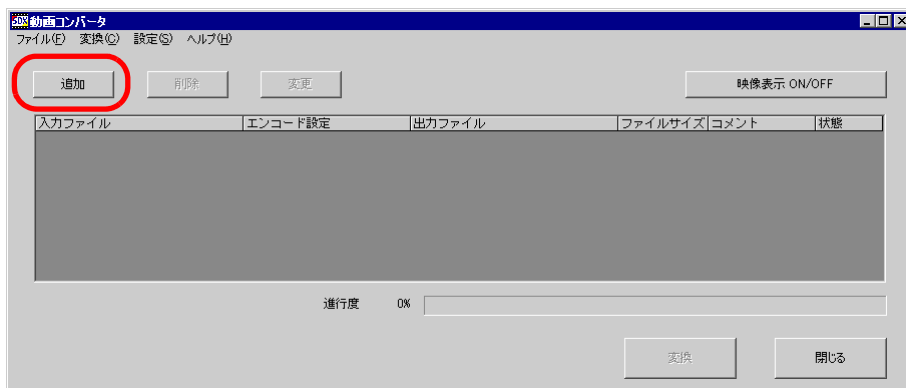 SDX 動画コンバータ
ファイル(F) 変換(C) 設定(S) ヘルプ(H)
追加 削除 変更 映像表示 ON/OFF
入力ファイル エンコード設定 出力ファイル ファイルサイズ コメント 状態
進行度 0%
変換 閉じる